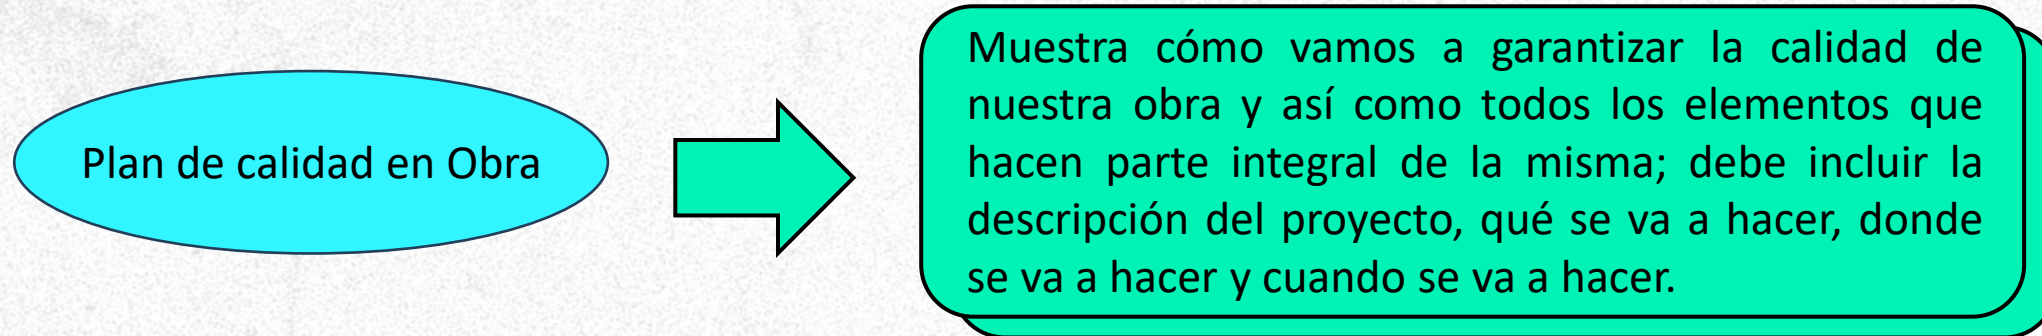 Plan de calidad en Obra
Muestra cómo vamos a garantizar la calidad de
nuestra obra y así como todos los elementos que
hacen parte integral de la misma; debe incluir la
descripción del proyecto, qué se va a hacer, donde
se va a hacer y cuando se va a hacer.